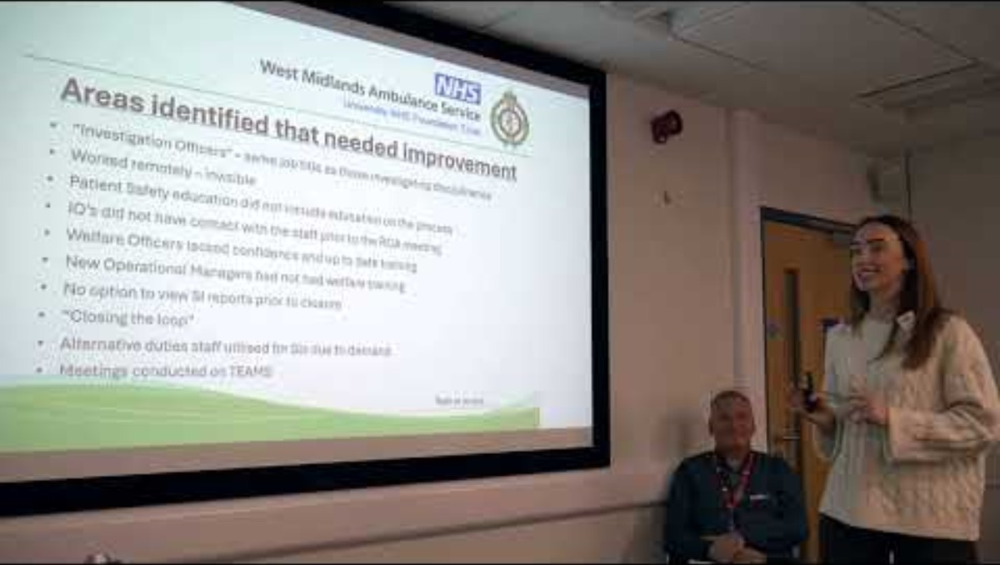 NHS
West Midlands Ambulance Service
University NHS Foundation Trust
Areas identified that needed improvement
• "Investigation Officers" - same job title as those investigating disciplinaries
• Worked remotely – invisible
• Patient Safety education did not include education on the process
• IO's did not have contact with the staff prior to the RCA meeting
• Welfare Officers lacked confidence and up to date training
• New Operational Managers had not had welfare training
• No option to view SI reports prior to closure
• "Closing the loop"
• Alternative duties staff utilised for SIs due to demand
• Meetings conducted on TEAMS